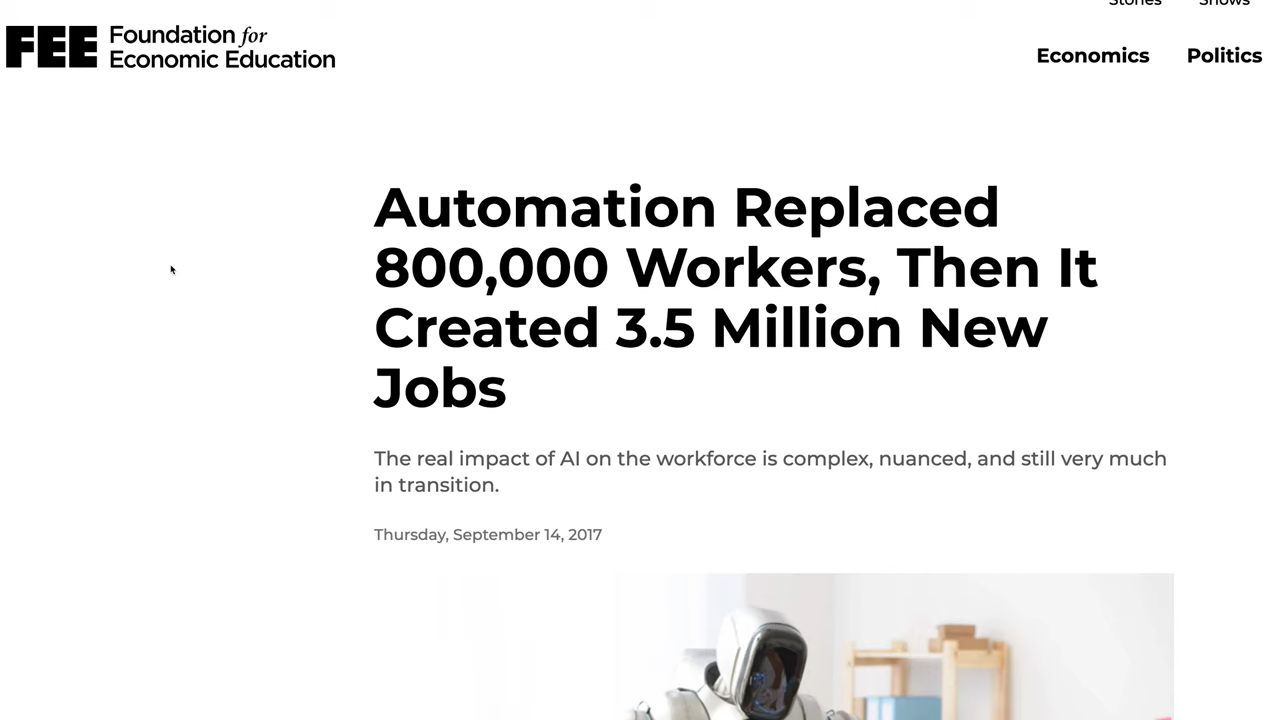 Stories Shows
FEE Foundation for
Economic Education
Economics Politics
Automation Replaced
800,000 Workers, Then It
Created 3.5 Million New
Jobs
The real impact of AI on the workforce is complex, nuanced, and still very much
in transition.
Thursday, September 14, 2017